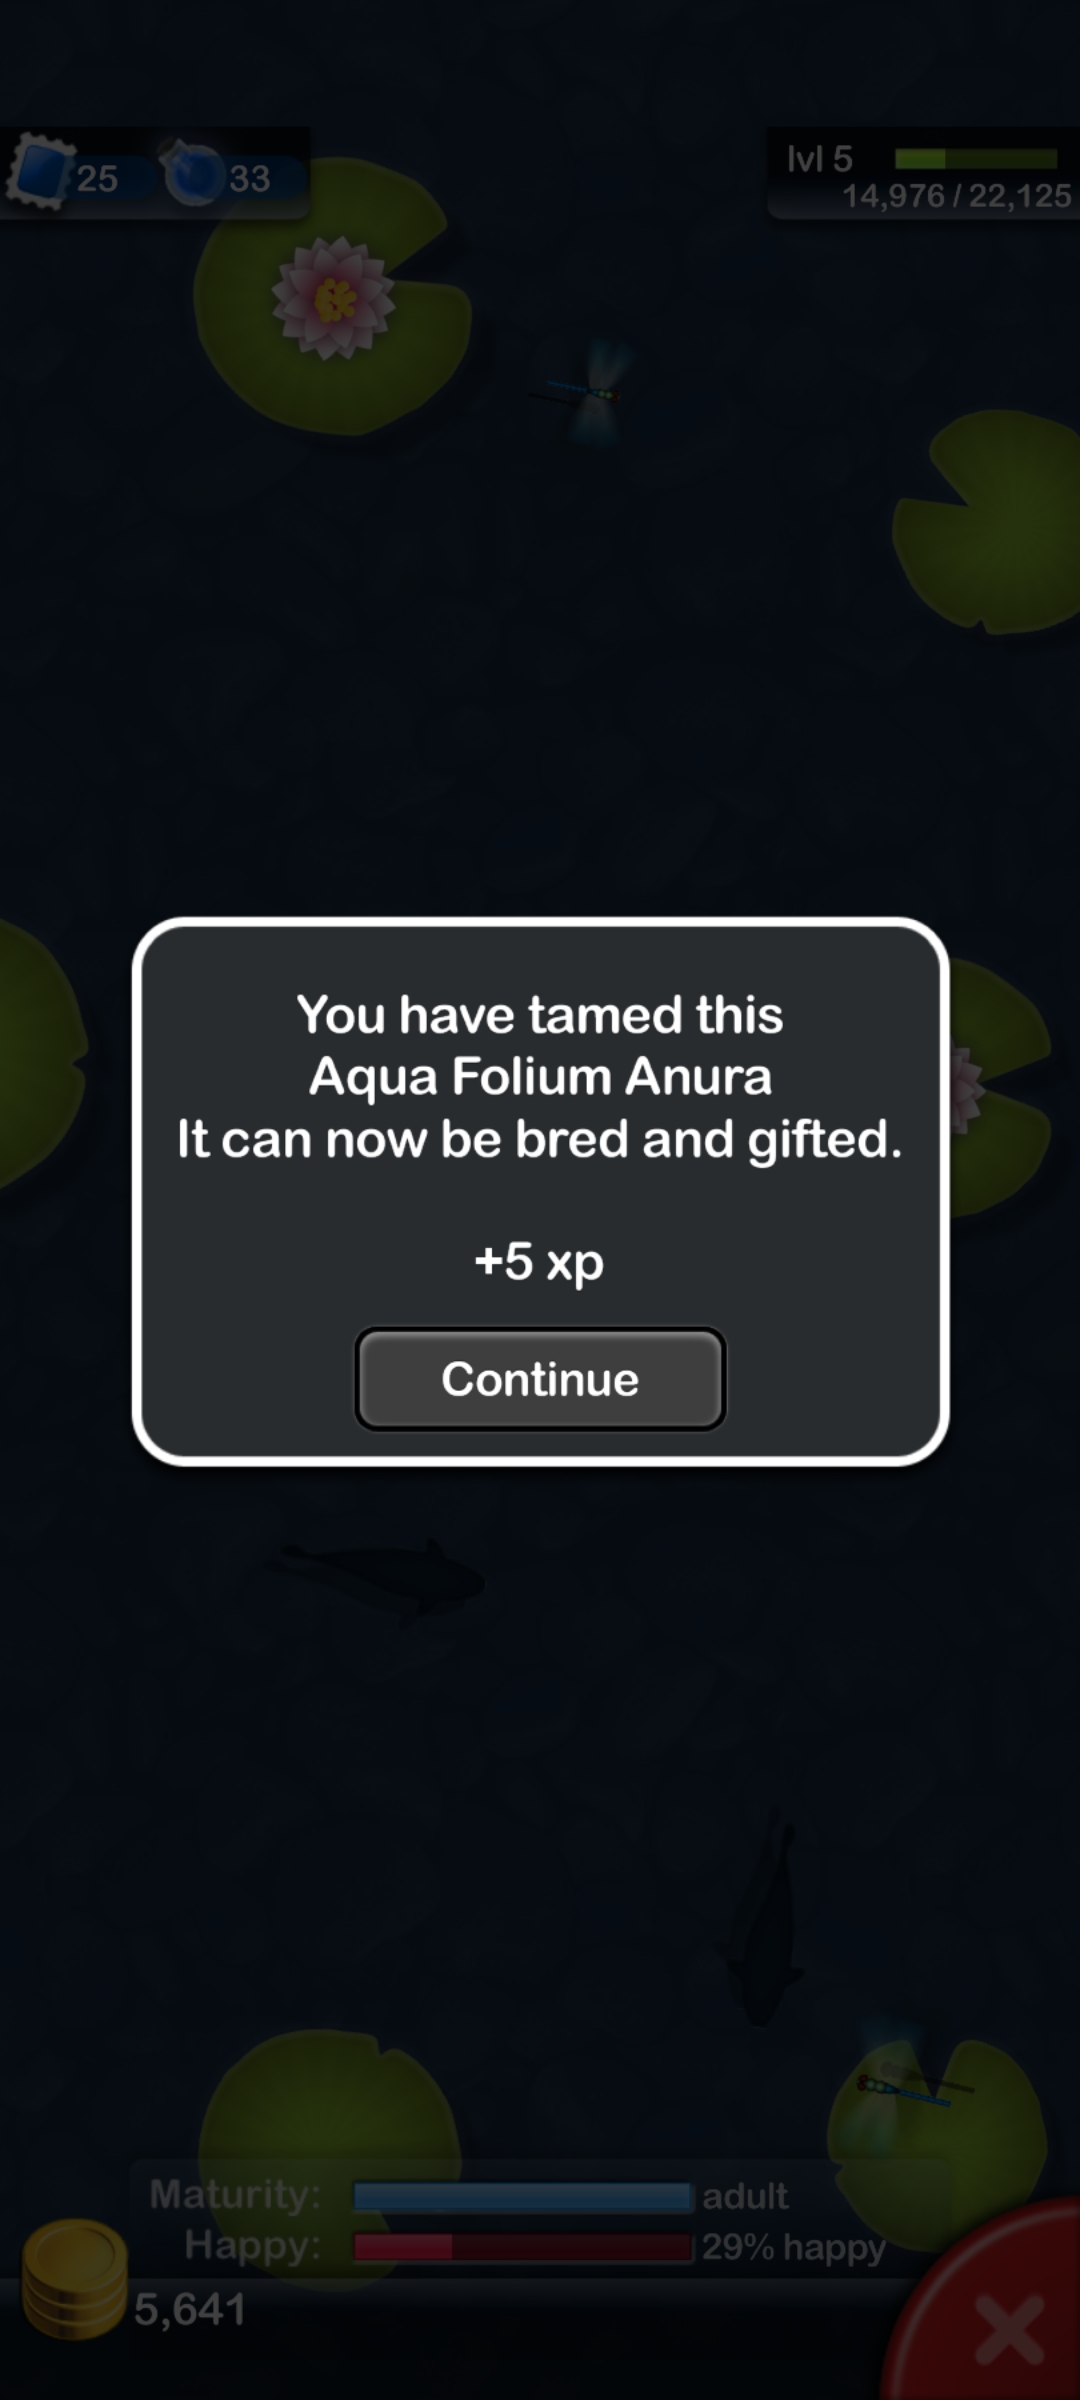 25
33
lvl 5
14,976 / 22,125
You have tamed this
Aqua Folium Anura
It can now be bred and gifted.
+5 xp
Continue
Maturity: adult
Happy: 29% happy
5,641